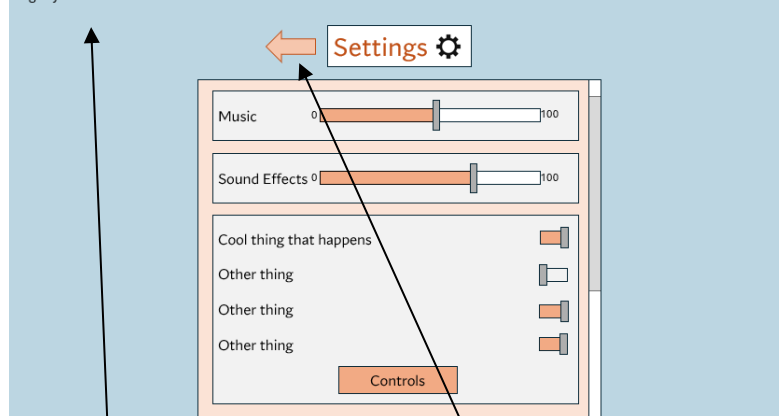 Settings
Music 0 100
Sound Effects 0 100
Cool thing that happens
Other thing
Other thing
Other thing
Controls